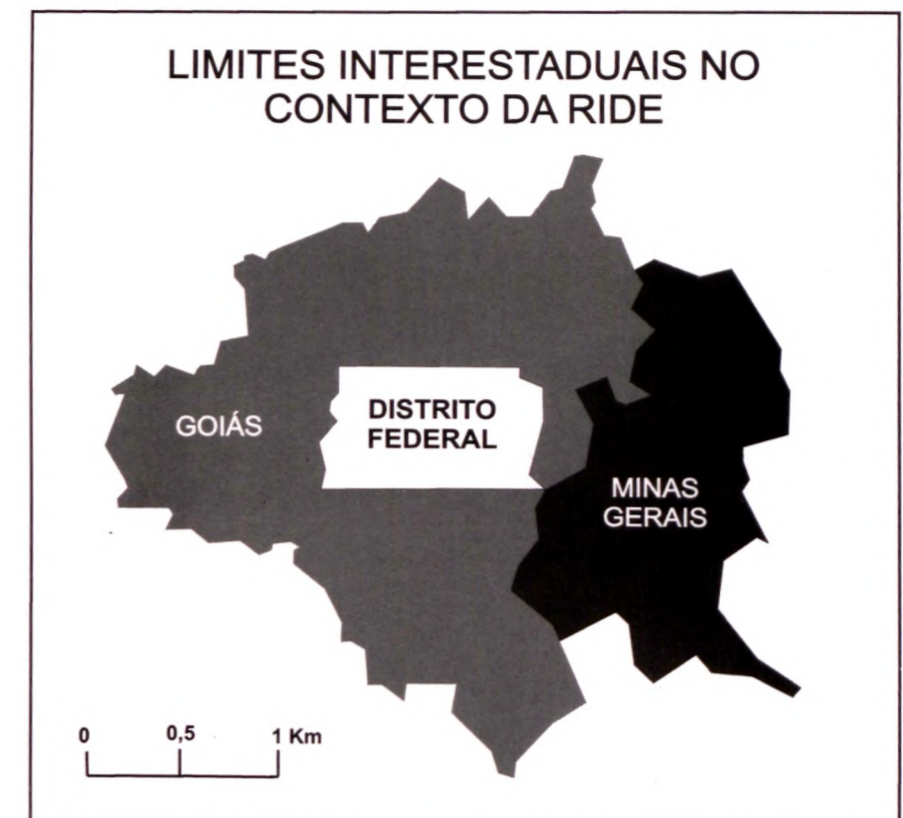 LIMITES INTERESTADUAIS NO
CONTEXTO DA RIDE
GOIÁS
DISTRITO
FEDERAL
MINAS
GERAIS
0 0,5 1 Km